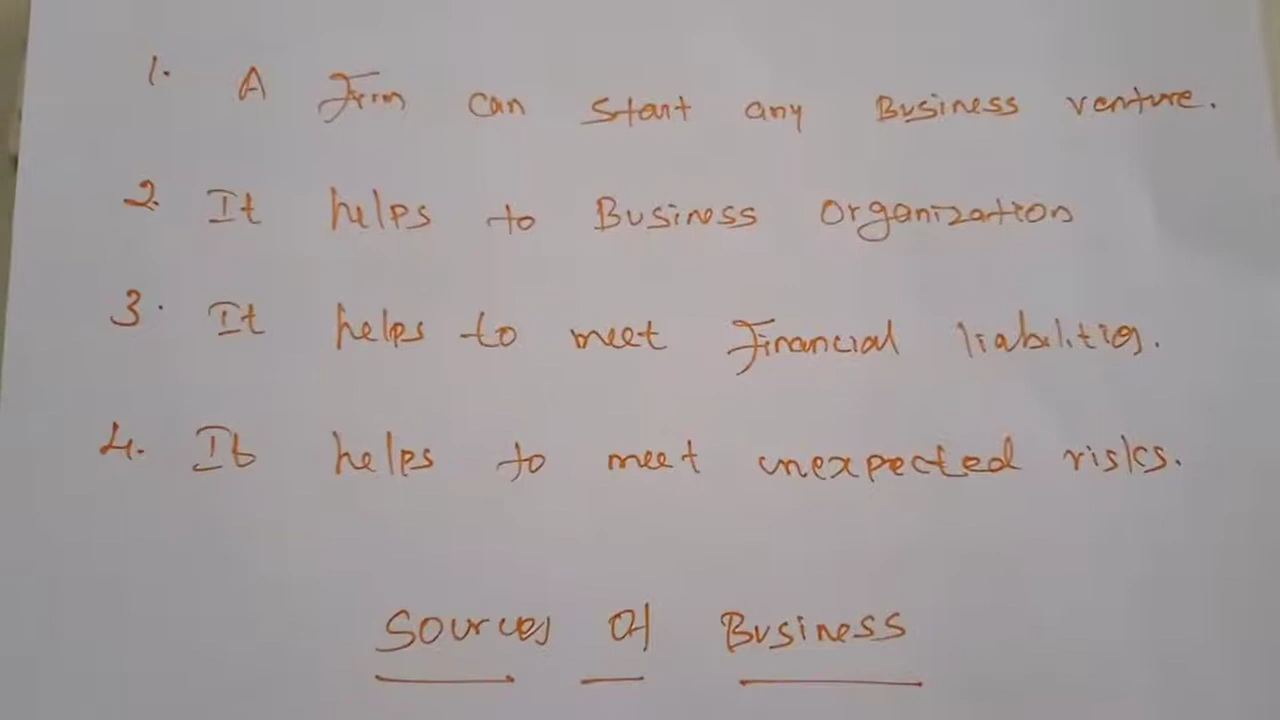 1. A Firm can start any Business venture.
2. It helps to Business Organization
3. It helps to meet Financial liabilities.
4. It helps to meet unexpected risks.
Sources Of Business